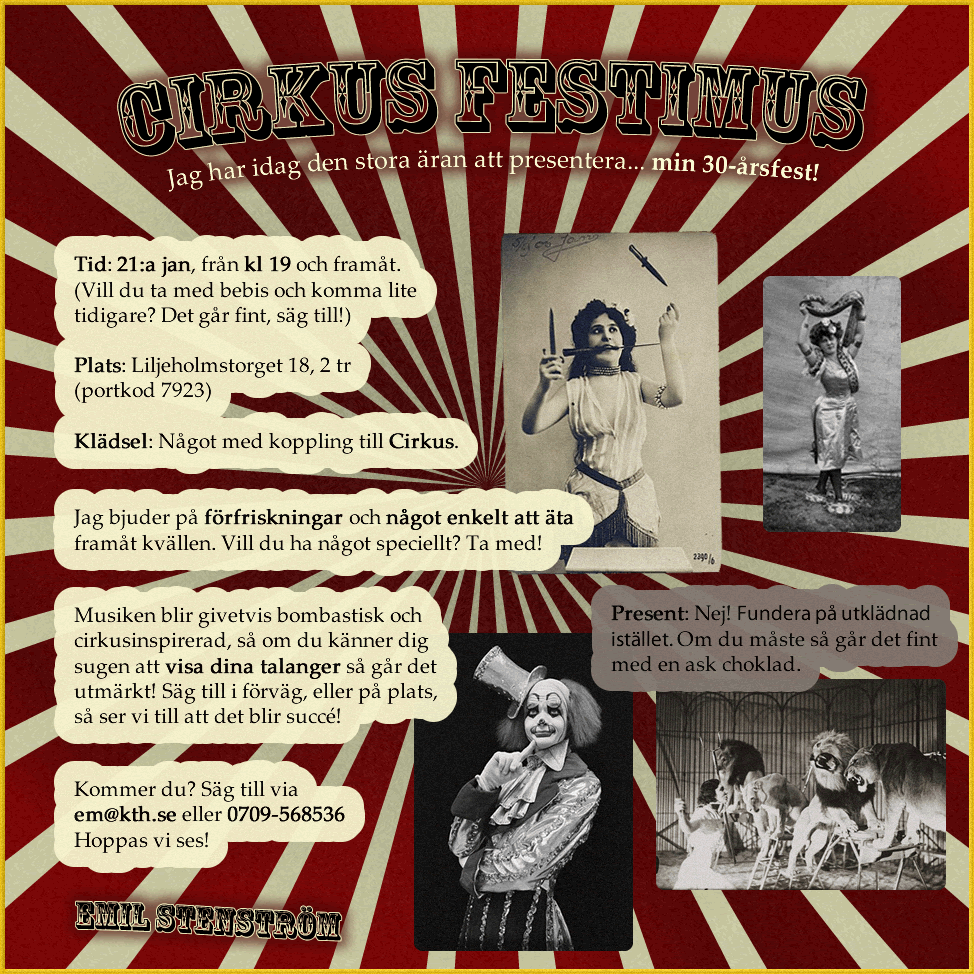 CIRKUS FESTIMUS
Jag har idag den stora äran att presentera... min 30-årsfest!
Tid: 21:a jan, från kl 19 och framåt.
(Vill du ta med bebis och komma lite
tidigare? Det går fint, säg till!)
Plats: Liljeholmstorget 18, 2 tr
(portkod 7923)
Klädsel: Något med koppling till Cirkus.
Jag bjuder på förfriskningar och något enkelt att äta
framåt kvällen. Vill du ha något speciellt? Ta med!
2390/6
Musiken blir givetvis bombastisk och
cirkusinspirerad, så om du känner dig
sugen att visa dina talanger så går det
utmärkt! Säg till i förväg, eller på plats,
så ser vi till att det blir succé!
Present: Nej! Fundera på utklädnad
istället. Om du måste så går det fint
med en ask choklad.
Kommer du? Säg till via
em@kth.se eller 0709-568536
Hoppas vi ses!
EMIL STENSTRÖM